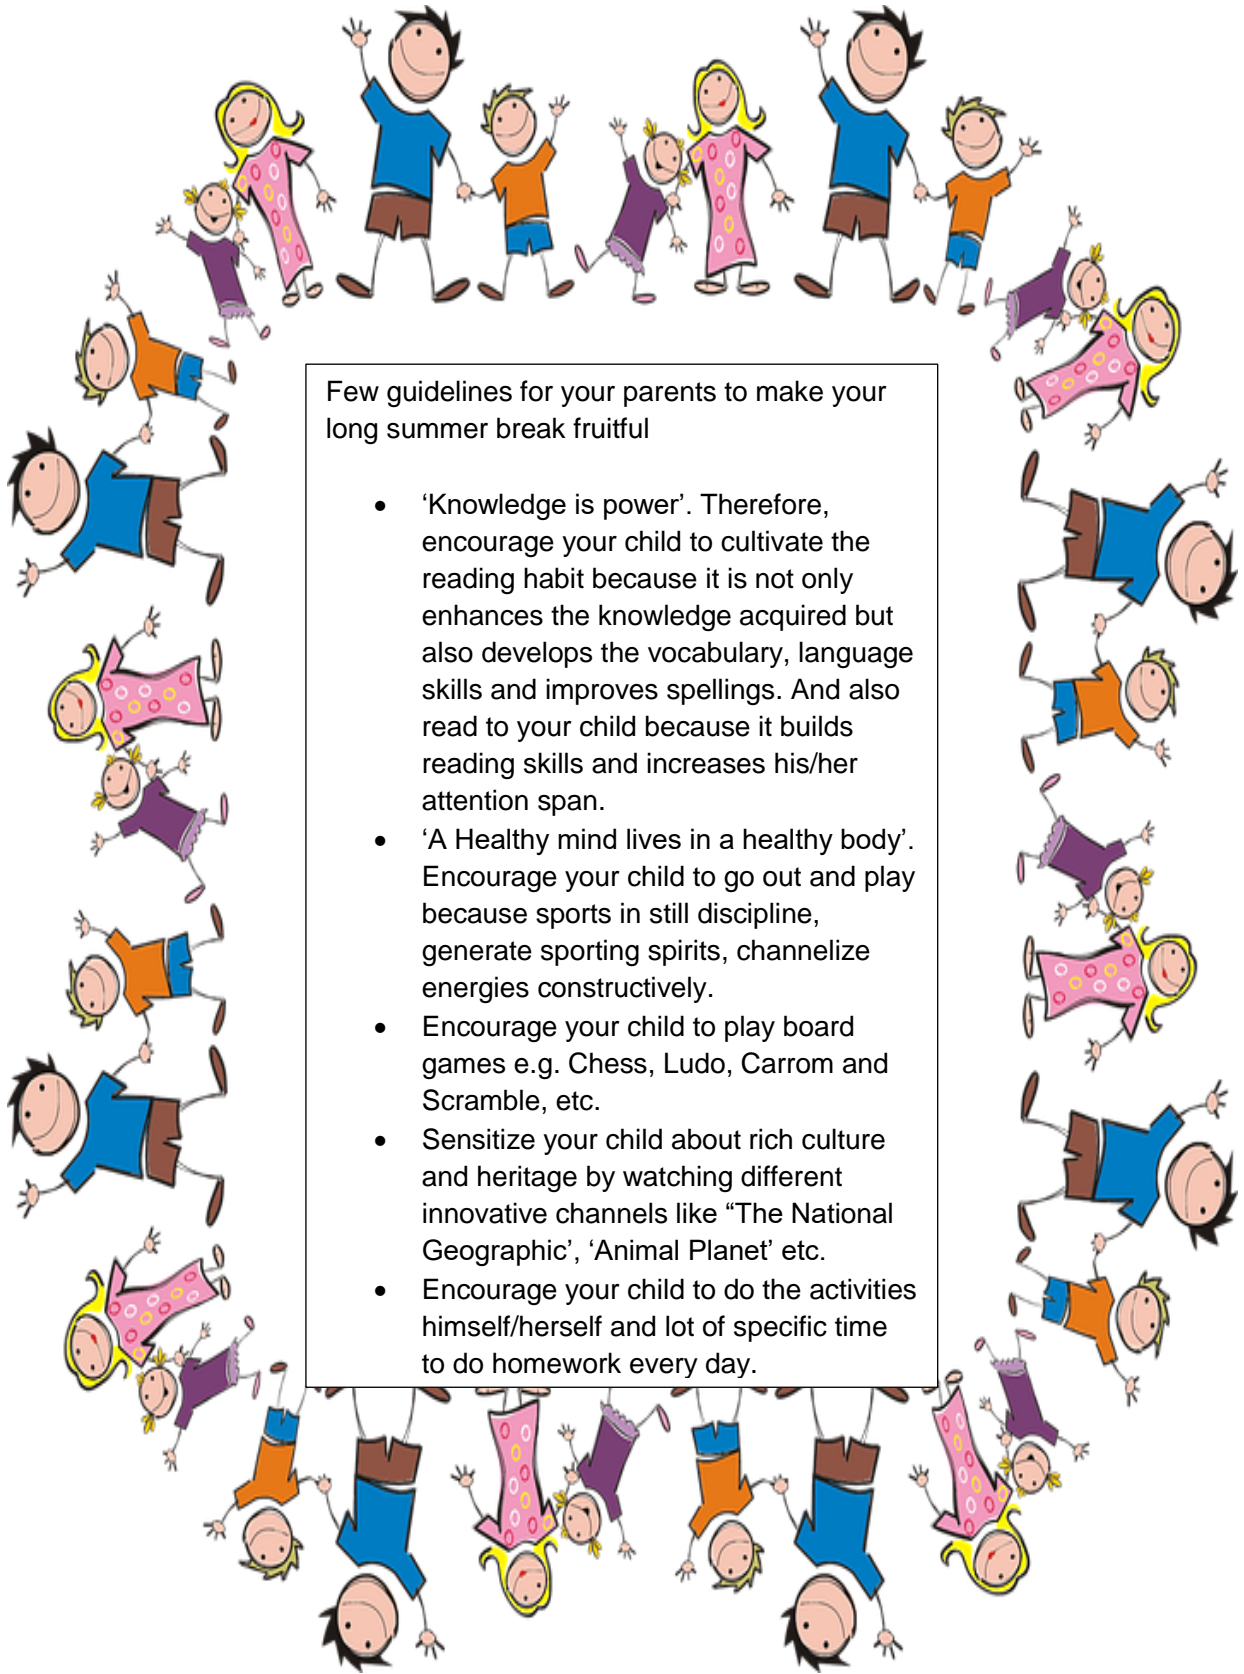 Few guidelines for your parents to make your
long summer break fruitful
• ‘Knowledge is power’. Therefore,
encourage your child to cultivate the
reading habit because it is not only
enhances the knowledge acquired but
also develops the vocabulary, language
skills and improves spellings. And also
read to your child because it builds
reading skills and increases his/her
attention span.
• ‘A Healthy mind lives in a healthy body’.
Encourage your child to go out and play
because sports in still discipline,
generate sporting spirits, channelize
energies constructively.
• Encourage your child to play board
games e.g. Chess, Ludo, Carrom and
Scramble, etc.
• Sensitize your child about rich culture
and heritage by watching different
innovative channels like “The National
Geographic’, ‘Animal Planet’ etc.
• Encourage your child to do the activities
himself/herself and lot of specific time
to do homework every day.